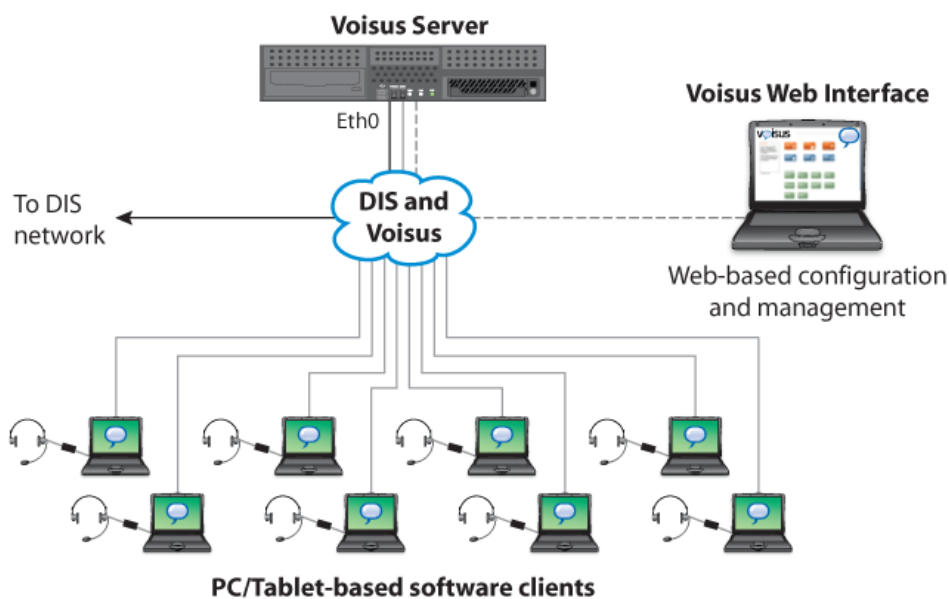 Voisus Server
Eth0
Voisus Web Interface
voisus
To DIS
network
DIS and
Voisus
Web-based configuration
and management
PC/Tablet-based software clients